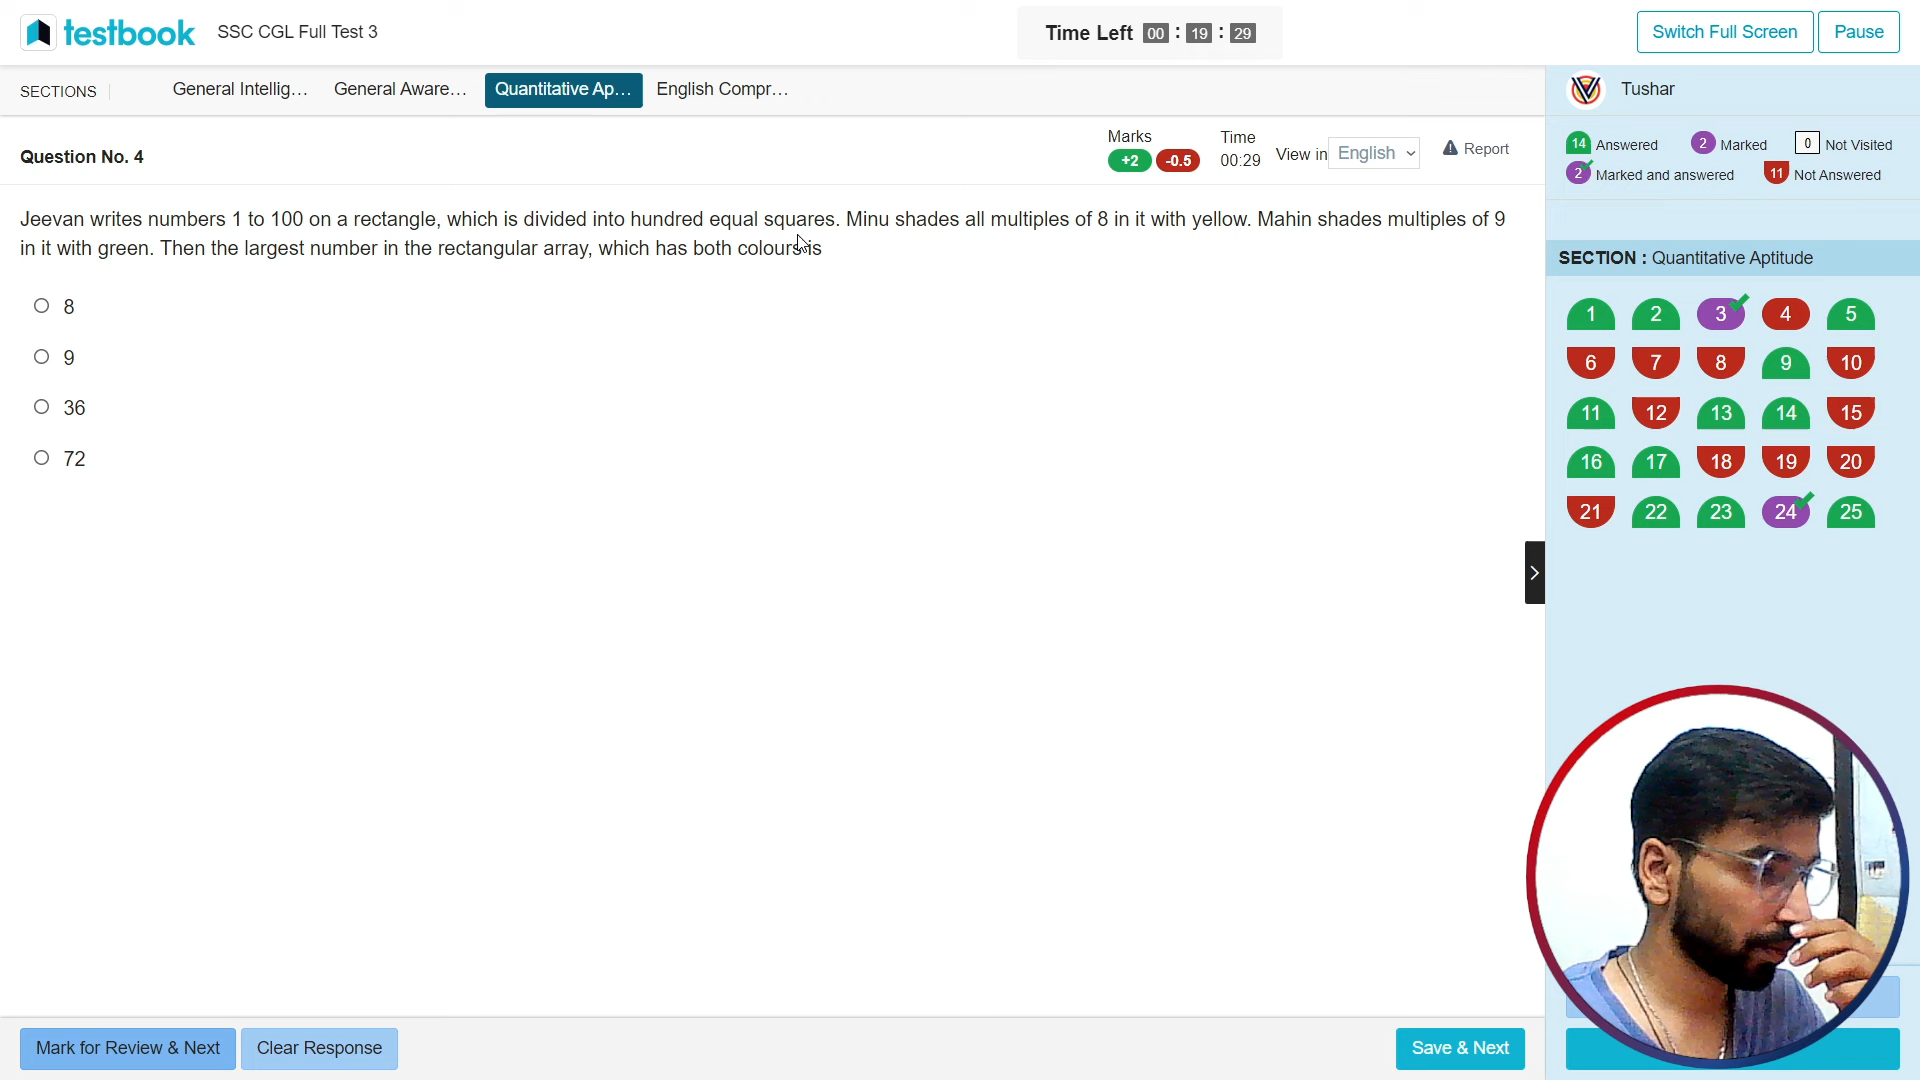 testbook SSC CGL Full Test 3 Time Left 00 : 19 : 29 Switch Full Screen Pause
SECTIONS General Intellig... General Aware... Quantitative Ap... English Compr... Tushar
Question No. 4 Marks +2 -0.5 Time 00:29 View in English Report
14 Answered 2 Marked 0 Not Visited
2 Marked and answered 11 Not Answered
Jeevan writes numbers 1 to 100 on a rectangle, which is divided into hundred equal squares. Minu shades all multiples of 8 in it with yellow. Mahin shades multiples of 9
in it with green. Then the largest number in the rectangular array, which has both colours is
8
9
36
72
SECTION : Quantitative Aptitude
1 2 3 4 5
6 7 8 9 10
11 12 13 14 15
16 17 18 19 20
21 22 23 24 25
Mark for Review & Next Clear Response Save & Next